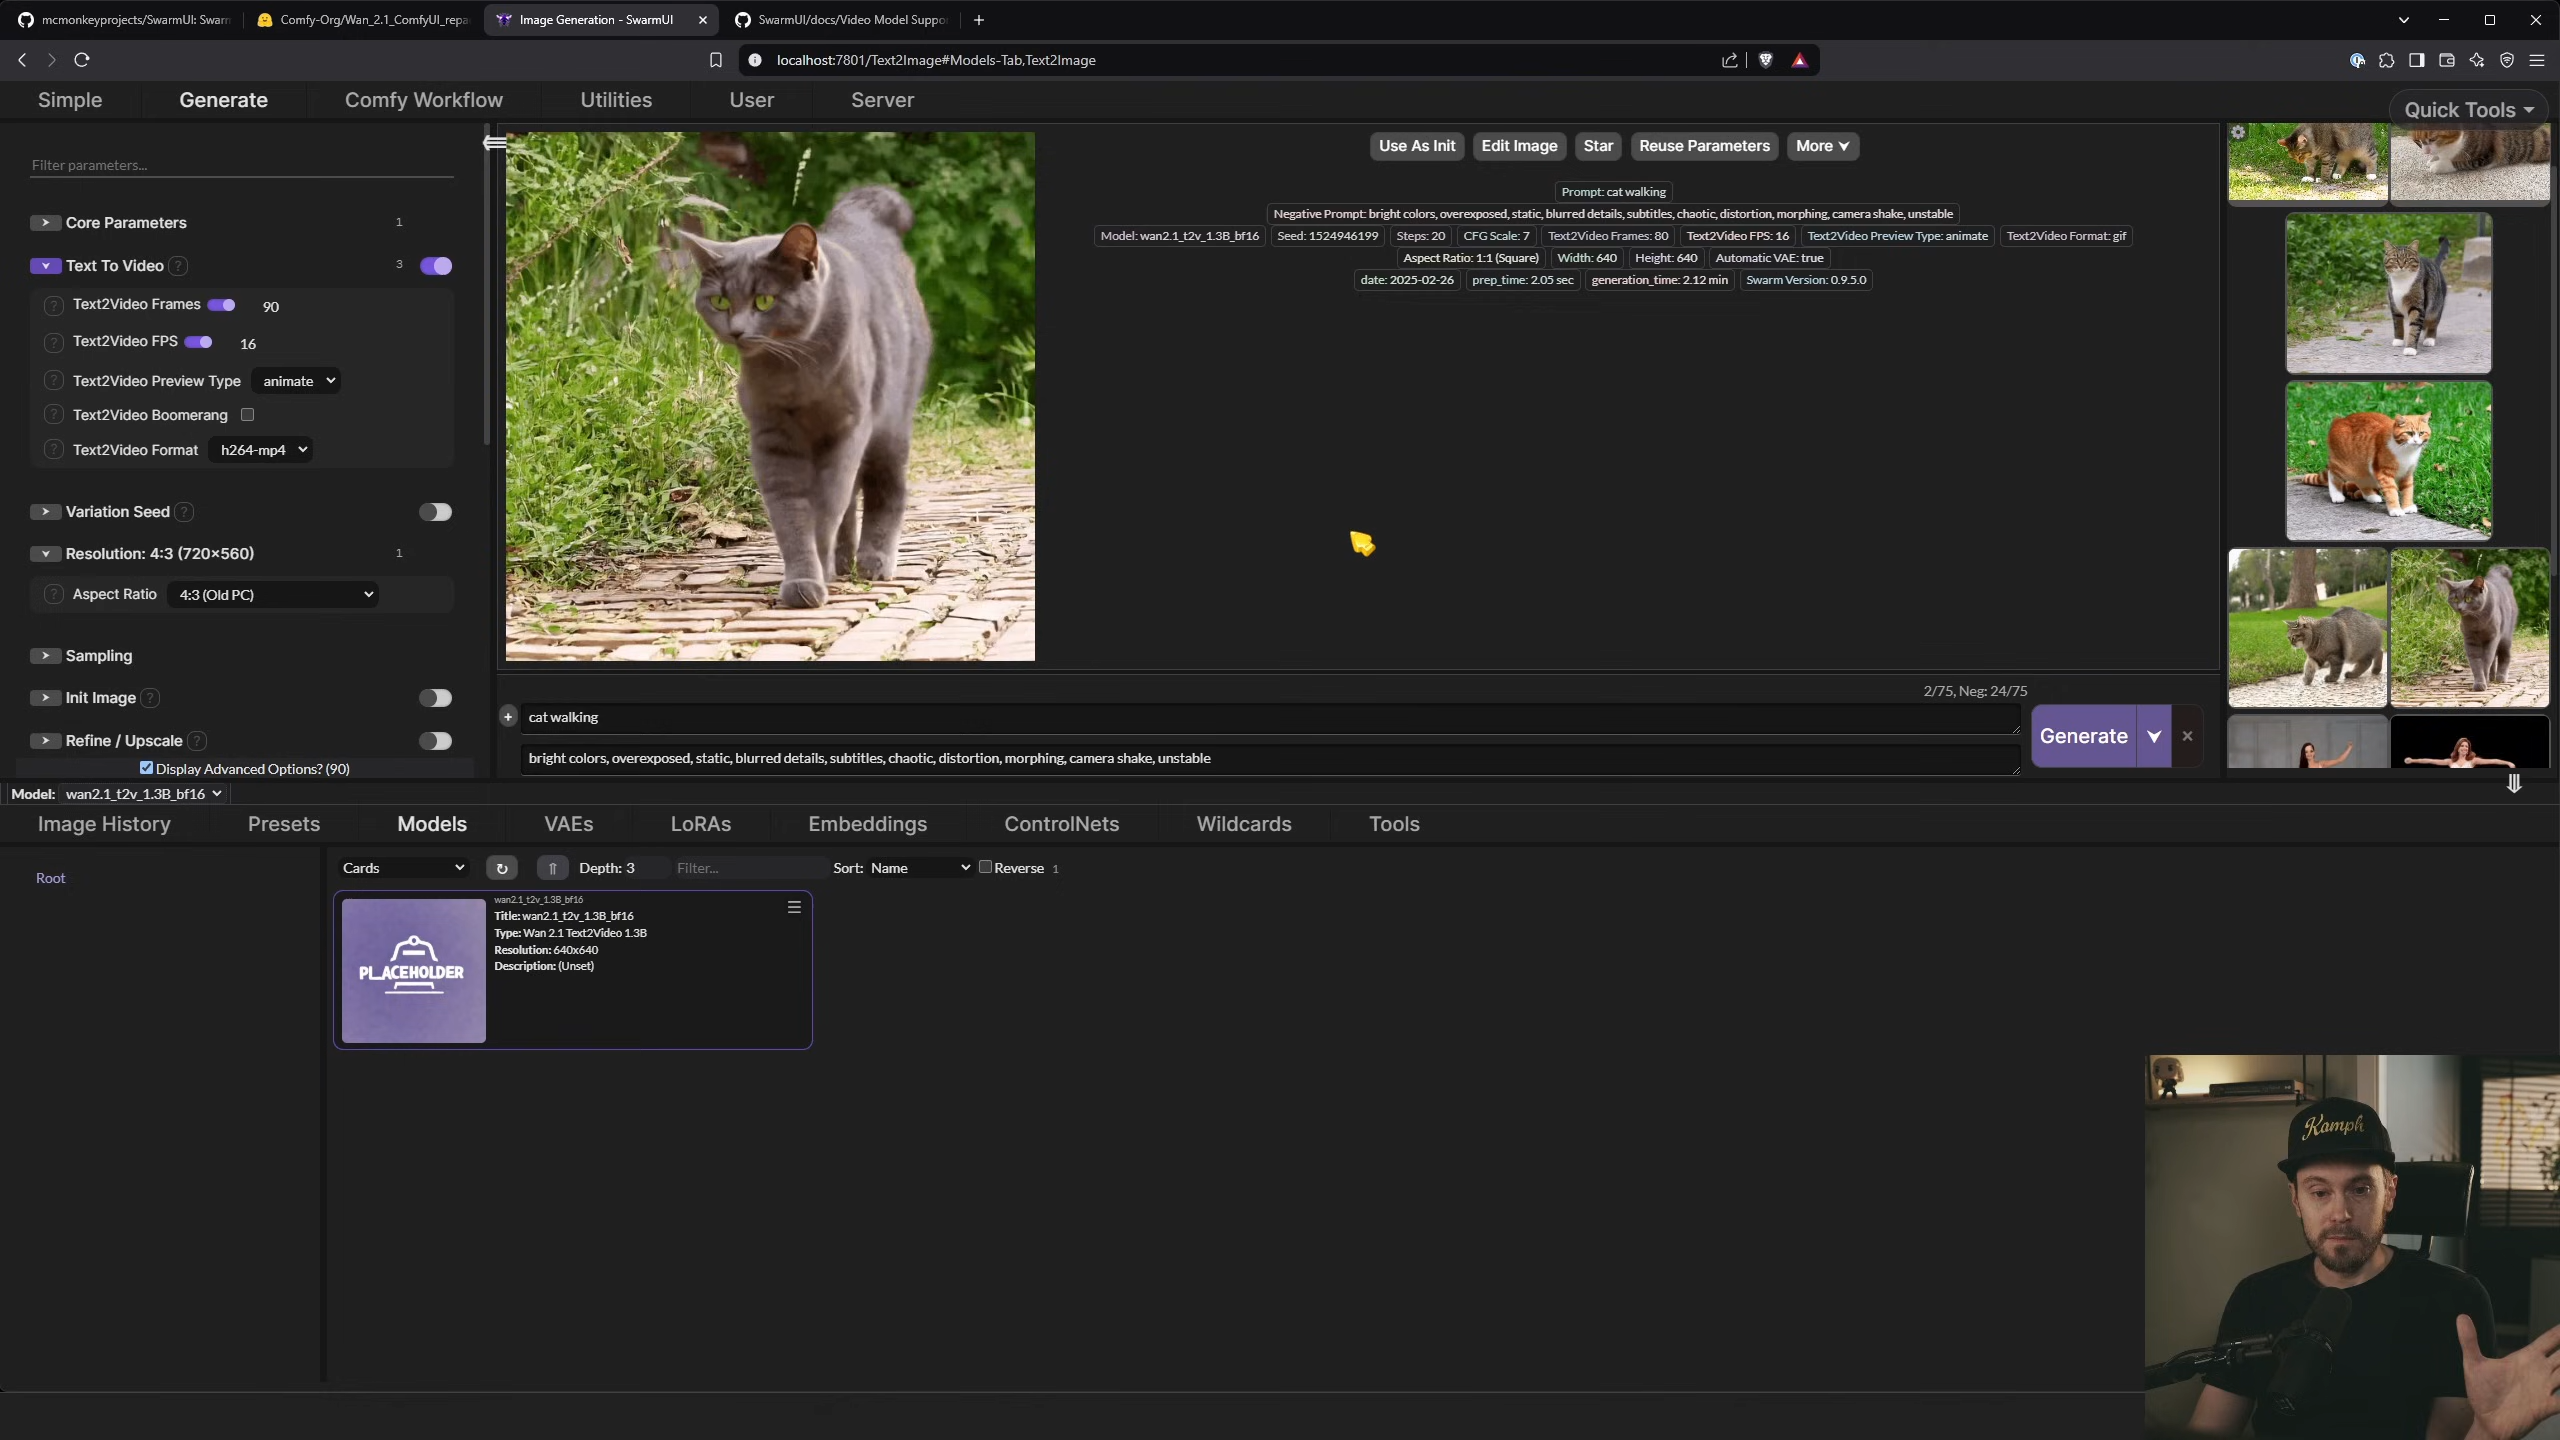 mcmonkeyprojects/SwarmUI: Swar
Comfy-Org/Wan_2.1_ComfyUI_repa
Image Generation - SwarmUI
SwarmUI/docs/Video Model Suppo
localhost:7801/Text2Image#Models-Tab,Text2Image
Simple
Generate
Comfy Workflow
Utilities
User
Server
Quick Tools
Filter parameters...
Core Parameters 1
Text To Video ? 3
? Text2Video Frames 90
? Text2Video FPS 16
? Text2Video Preview Type animate
? Text2Video Boomerang
? Text2Video Format h264-mp4
Variation Seed ?
Resolution: 4:3 (720×560) 1
? Aspect Ratio 4:3 (Old PC)
Sampling
Init Image ?
Refine / Upscale ?
Display Advanced Options? (90)
Use As Init
Edit Image
Star
Reuse Parameters
More
Prompt: cat walking
Negative Prompt: bright colors, overexposed, static, blurred details, subtitles, chaotic, distortion, morphing, camera shake, unstable
Model: wan2.1_t2v_1.3B_bf16 Seed: 1524946199 Steps: 20 CFG Scale: 7 Text2Video Frames: 80 Text2Video FPS: 16 Text2Video Preview Type: animate Text2Video Format: gif
Aspect Ratio: 1:1 (Square) Width: 640 Height: 640 Automatic VAE: true
date: 2025-02-26 prep_time: 2.05 sec generation_time: 2.12 min Swarm Version: 0.9.5.0
2/75, Neg: 24/75
cat walking
bright colors, overexposed, static, blurred details, subtitles, chaotic, distortion, morphing, camera shake, unstable
Generate
Model: wan2.1_t2v_1.3B_bf16
Image History
Presets
Models
VAEs
LoRAs
Embeddings
ControlNets
Wildcards
Tools
Root
Cards
Depth: 3
Filter...
Sort: Name
Reverse 1
PLACEHOLDER
wan2.1_t2v_1.3B_bf16
Title: wan2.1_t2v_1.3B_bf16
Type: Wan 2.1 Text2Video 1.3B
Resolution: 640x640
Description: (Unset)
Kamph